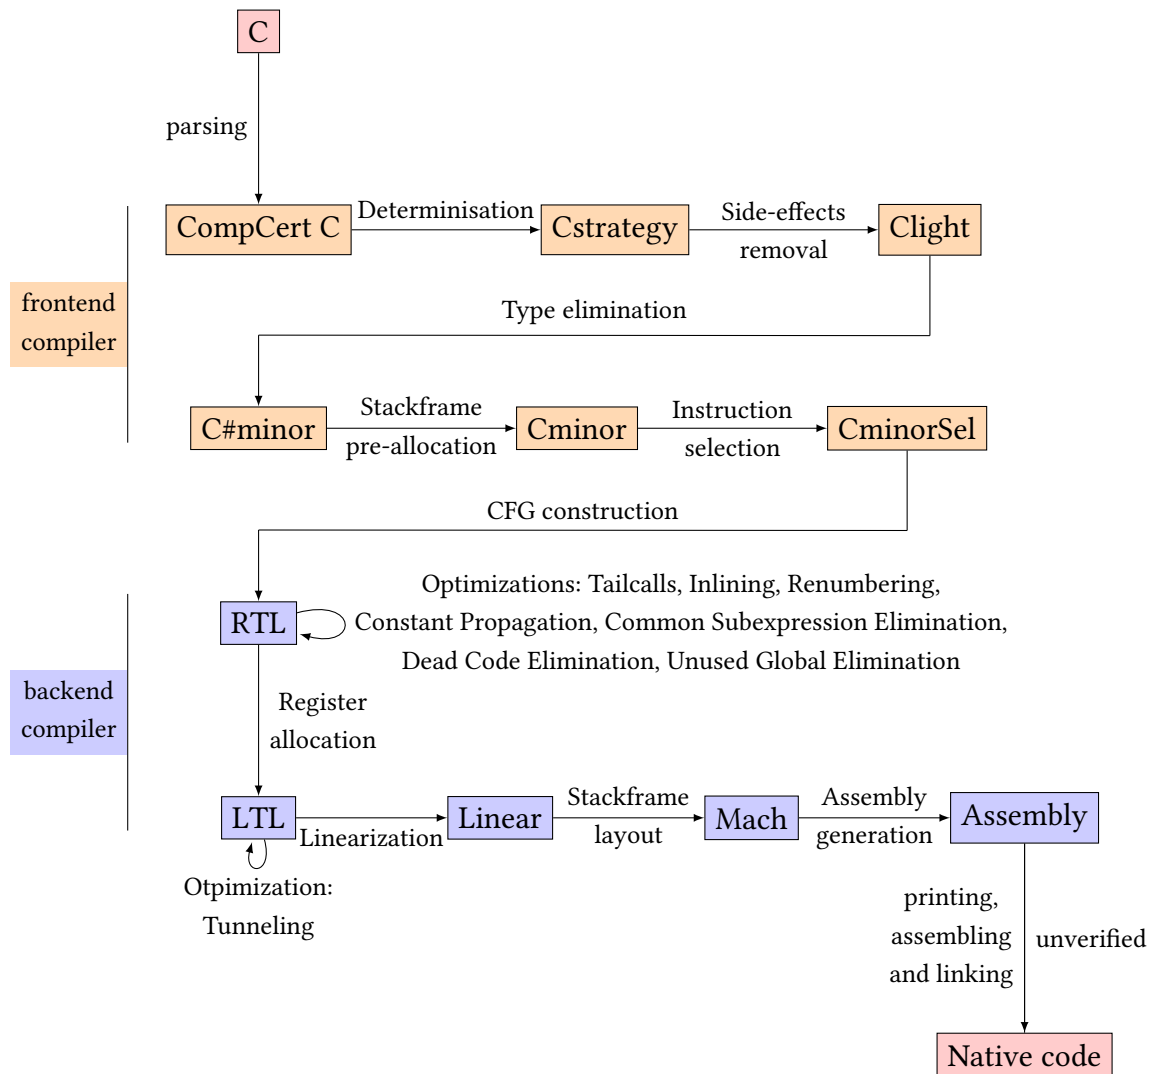 C
parsing
CompCert C
Determinisation
Cstrategy
Side-effects
removal
Clight
frontend
compiler
Type elimination
C#minor
Stackframe
pre-allocation
Cminor
Instruction
selection
CminorSel
CFG construction
RTL
Optimizations: Tailcalls, Inlining, Renumbering,
Constant Propagation, Common Subexpression Elimination,
Dead Code Elimination, Unused Global Elimination
backend
compiler
Register
allocation
LTL
Linearization
Linear
Stackframe
layout
Mach
Assembly
generation
Assembly
Otpimization:
Tunneling
printing,
assembling
and linking
unverified
Native code